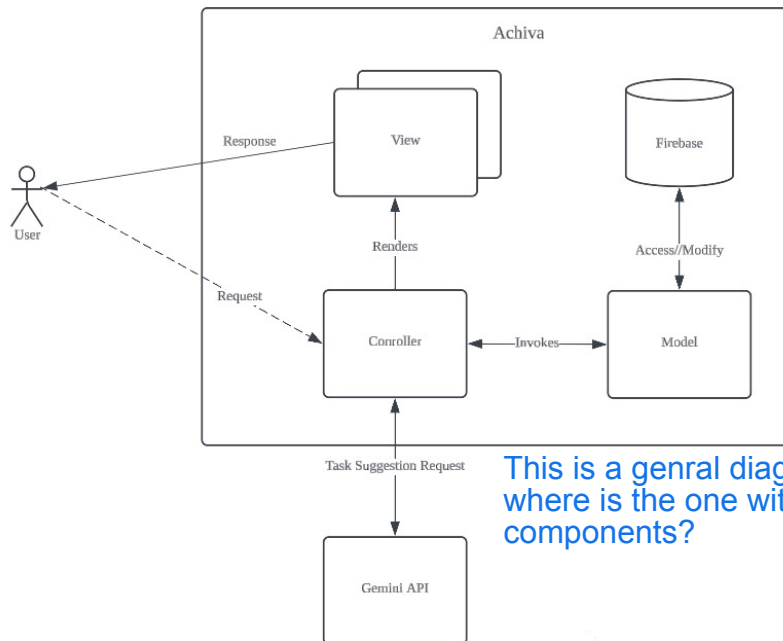 Achiva
View
Firebase
Response
User
Renders
Access//Modify
Request
Conroller
Invokes
Model
Task Suggestion Request
This is a genral diag
where is the one wit
components?
Gemini API